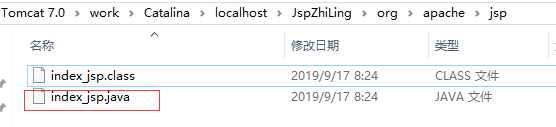 Tomcat 7.0 › work › Catalina › localhost › JspZhiLing › org › apache › jsp
名称 修改日期 类型
index_jsp.class 2019/9/17 8:24 CLASS 文件
index_jsp.java 2019/9/17 8:24 JAVA 文件